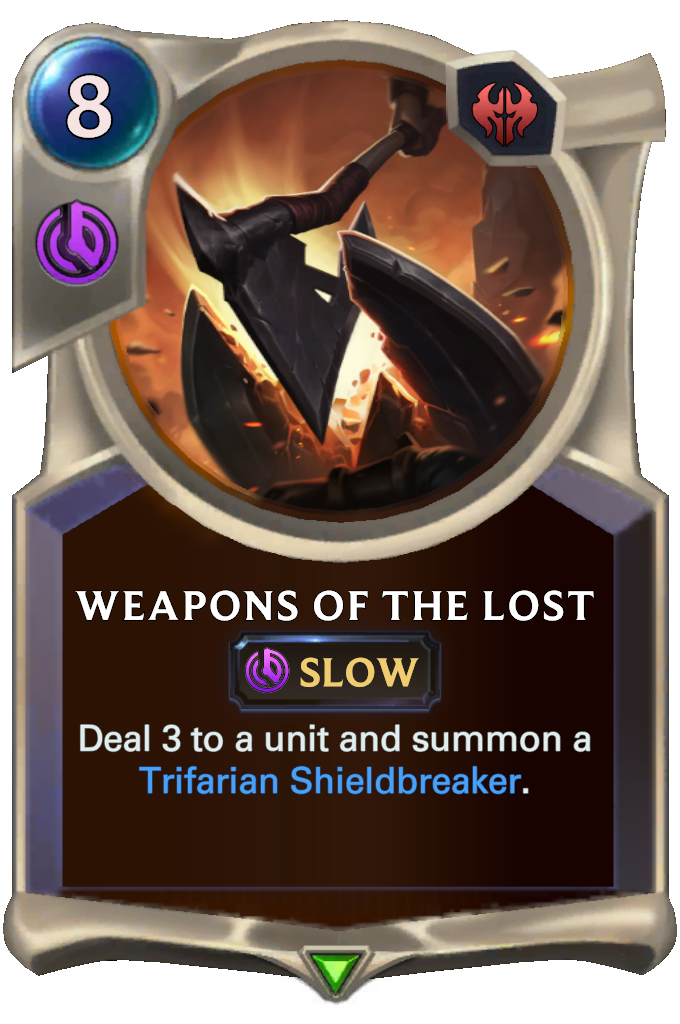 8
WEAPONS OF THE LOST
SLOW
Deal 3 to a unit and summon a
Trifarian Shieldbreaker.